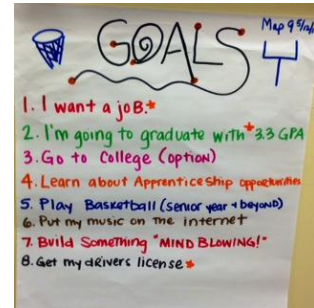 GOALS
Map 9
1. I want a job.*
2. I'm going to graduate with *3.3 GPA
3. Go to College (option)
4. Learn about Apprenticeship opportunities
5. Play Basketball (senior year + beyond)
6. Put my music on the internet
7. Build Something "MIND BLOWING!"
8. Get my drivers license *